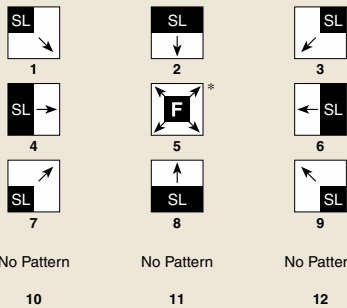 SL SL SL
1 2 3
SL F * SL
4 5 6
SL SL SL
7 8 9
No Pattern No Pattern No Patter
10 11 12